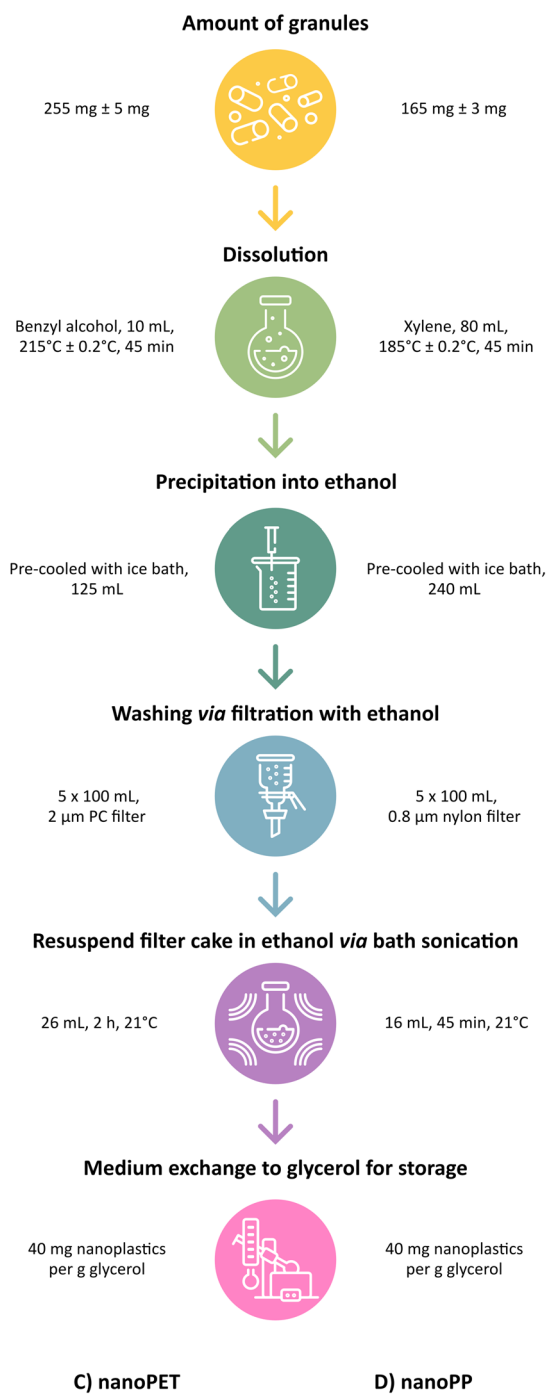 Amount of granules
255 mg ± 5 mg
165 mg ± 3 mg
Dissolution
Benzyl alcohol, 10 mL,
215°C ± 0.2°C, 45 min
Xylene, 80 mL,
185°C ± 0.2°C, 45 min
Precipitation into ethanol
Pre-cooled with ice bath,
125 mL
Pre-cooled with ice bath,
240 mL
Washing via filtration with ethanol
5 x 100 mL,
2 µm PC filter
5 x 100 mL,
0.8 µm nylon filter
Resuspend filter cake in ethanol via bath sonication
26 mL, 2 h, 21°C
16 mL, 45 min, 21°C
Medium exchange to glycerol for storage
40 mg nanoplastics
per g glycerol
40 mg nanoplastics
per g glycerol
C) nanoPET
D) nanoPP